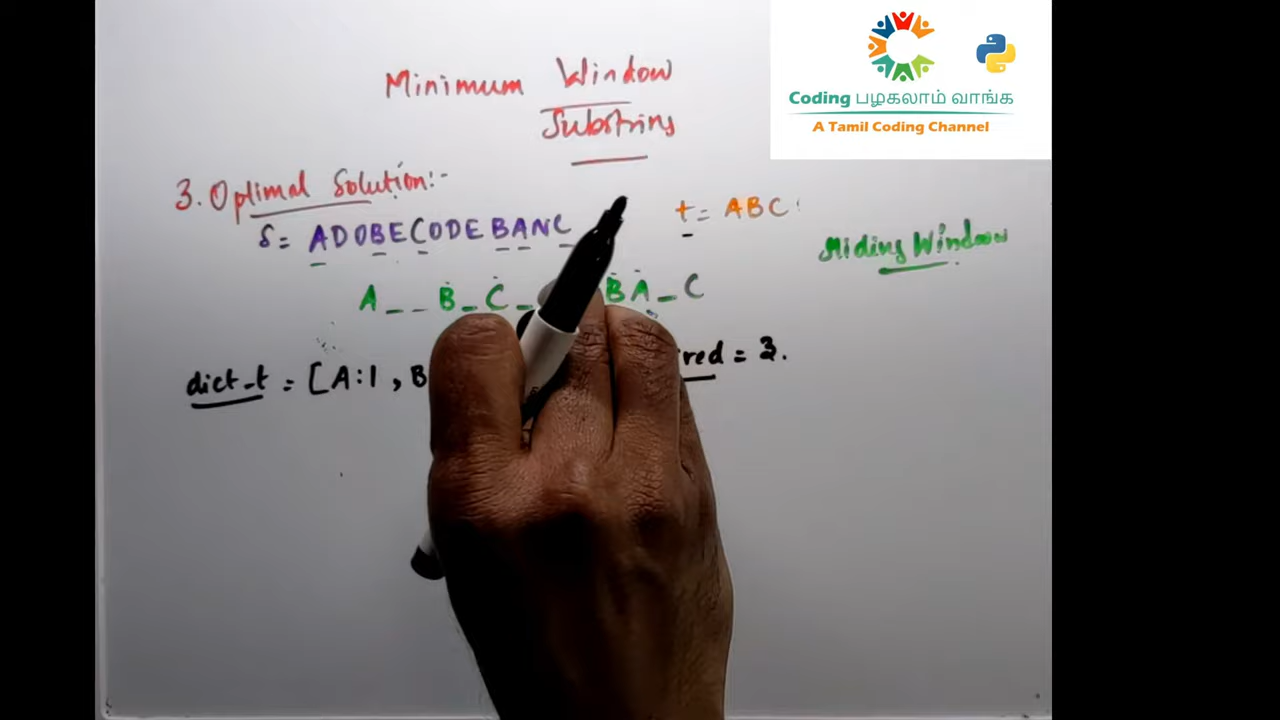 Minimum Window
Substring
Coding பழகலாம் வாங்க
A Tamil Coding Channel
3. Optimal Solution:-
S = ADOBECODEBANC
t = ABC
Sliding Window
A _ _ B _ C _ BA _ C
dict_t = [A:1, B
red = 3.